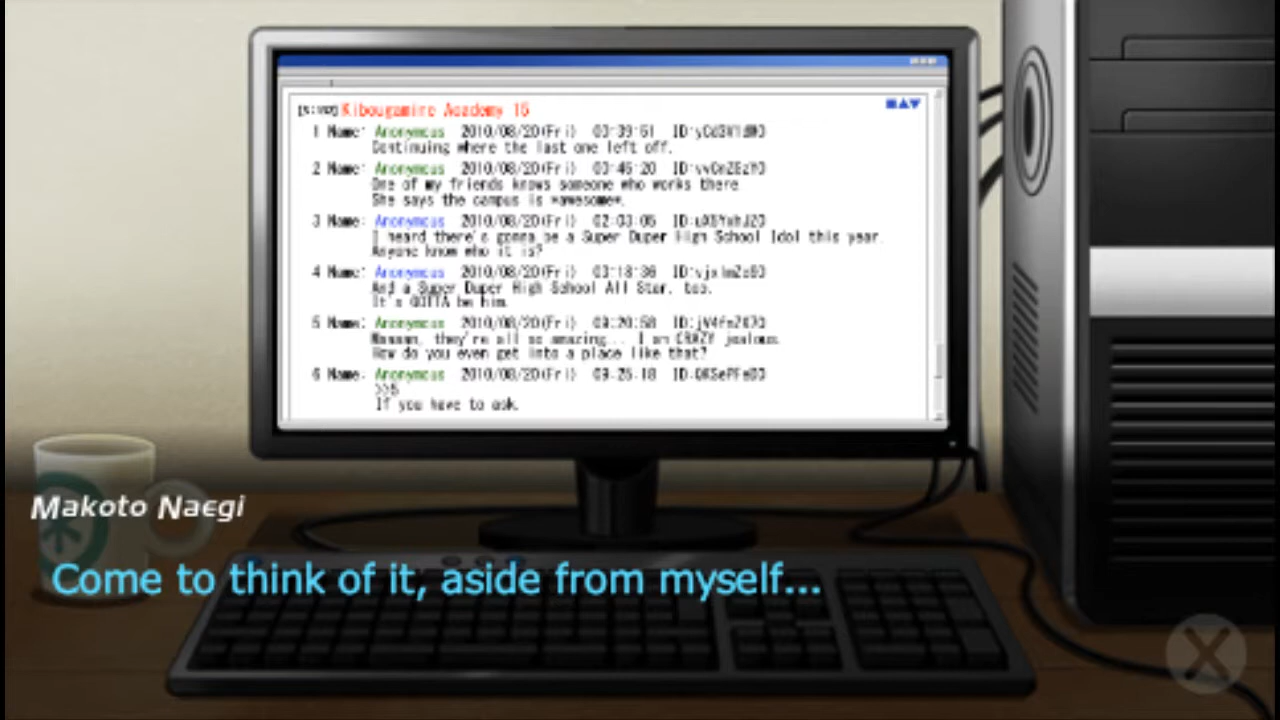 Kibougamine Academy 15
1 Name: Anonymous 2010/08/20(Fri)
Continuing where the last one left off.
2 Name: Anonymous 2010/08/20(Fri)
One of my friends knows someone who works there.
She says the campus is *awesome*.
3 Name: Anonymous 2010/08/20(Fri) 02:03:05
I heard there's gonna be a Super Duper High School Idol this year.
Anyone know who it is?
4 Name: Anonymous 2010/08/20(Fri) 03:18:36
And a Super Duper High School All Star, too.
It's GOTTA be him.
5 Name: Anonymous 2010/08/20(Fri) 09:20:58
they're all so amazing... I am CRAZY jealous.
How do you even get into a place like that?
6 Name: Anonymous 2010/08/20(Fri) 09:25:18
>>5
If you have to ask.
Makoto Naegi
Come to think of it, aside from myself...
X